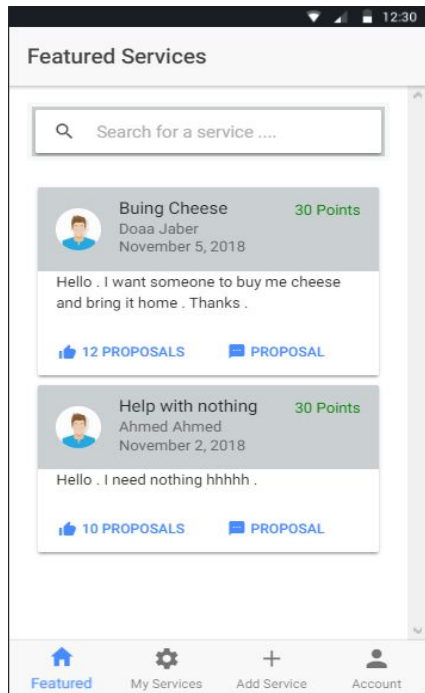 12:30
Featured Services
Search for a service ....
Buing Cheese
30 Points
Doaa Jaber
November 5, 2018
Hello . I want someone to buy me cheese
and bring it home . Thanks .
12 PROPOSALS
PROPOSAL
Help with nothing
30 Points
Ahmed Ahmed
November 2, 2018
Hello . I need nothing hhhhh .
10 PROPOSALS
PROPOSAL
Featured
My Services
Add Service
Account